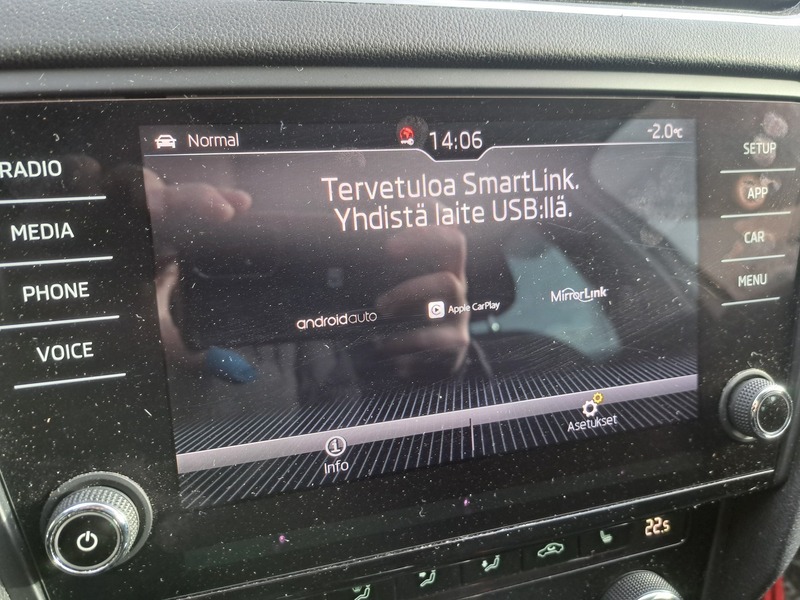 Normal
14:06
-2.0°C
Tervetuloa SmartLink.
Yhdistä laite USB:llä.
androidauto
Apple CarPlay
MirrorLink
Info
Asetukset
RADIO
MEDIA
PHONE
VOICE
SETUP
APP
CAR
MENU
22.5